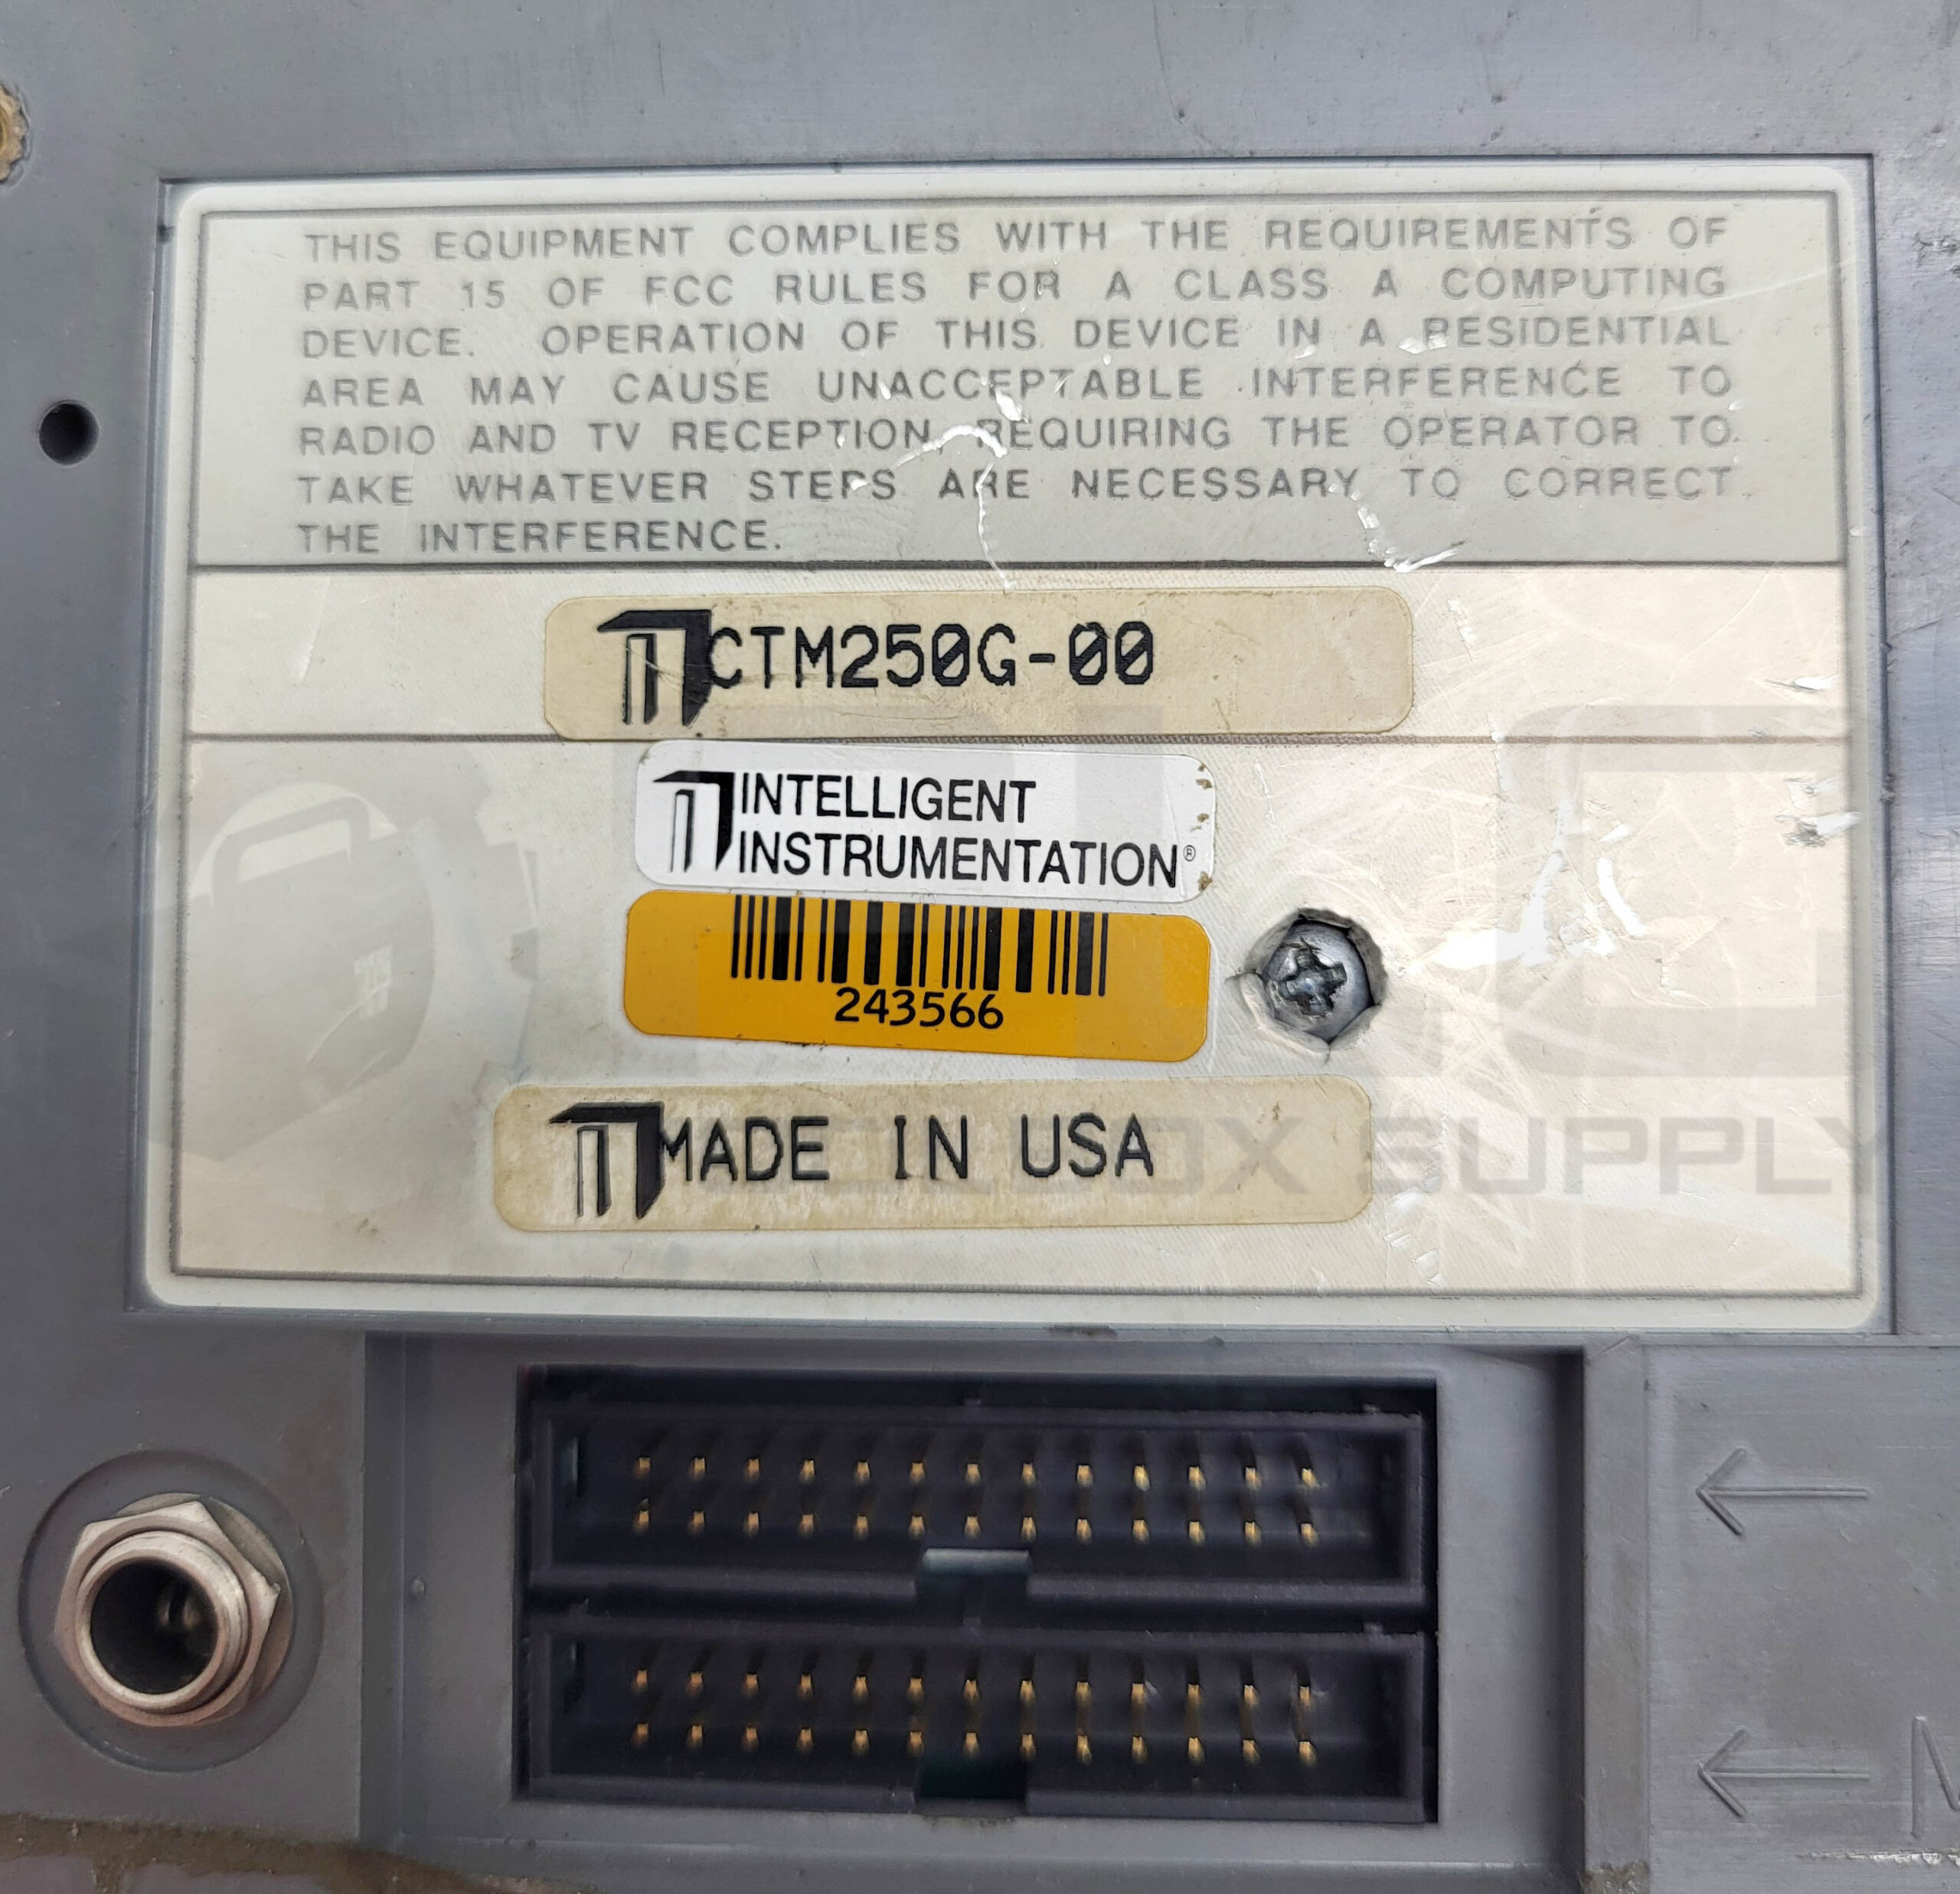 THIS EQUIPMENT COMPLIES WITH THE REQUIREMENTS OF
PART 15 OF FCC RULES FOR A CLASS A COMPUTING
DEVICE. OPERATION OF THIS DEVICE IN A RESIDENTIAL
AREA MAY CAUSE UNACCEPTABLE INTERFERENCE TO
RADIO AND TV RECEPTION, REQUIRING THE OPERATOR TO
TAKE WHATEVER STEPS ARE NECESSARY TO CORRECT
THE INTERFERENCE.
CTM250G-00
INTELLIGENT
INSTRUMENTATION®
243566
MADE IN USA
SUPPLY